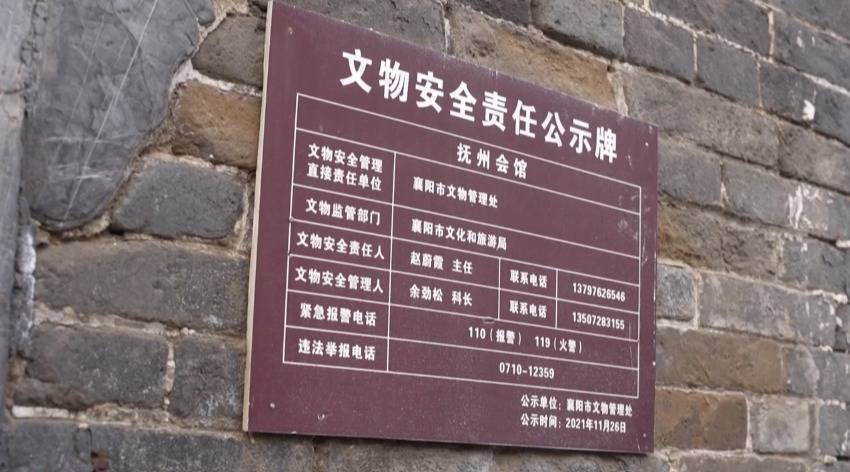 文物安全责任公示牌
抚州会馆
文物安全管理
直接责任单位
襄阳市文物管理处
文物监管部门
襄阳市文化和旅游局
文物安全责任人 赵蔚霞 主任 联系电话 13797626546
文物安全管理人 余劲松 科长 联系电话 13507283155
紧急报警电话 110（报警） 119（火警）
违法举报电话 0710-12359
公示单位：襄阳市文物管理处
公示时间：2021年11月26日